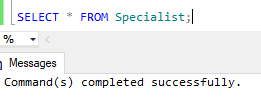 SELECT * FROM Specialist;
%
Messages
Command(s) completed successfully.